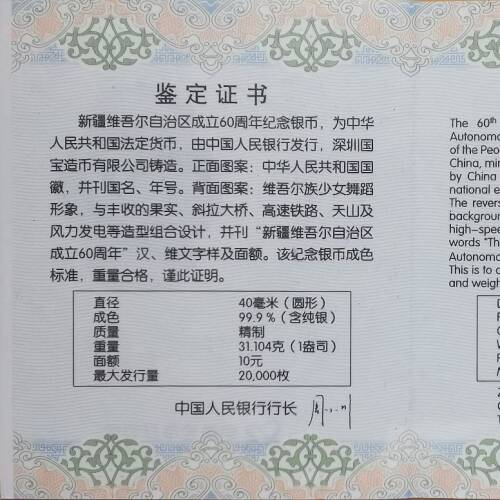 鉴定证书
新疆维吾尔自治区成立60周年纪念银币，为中华
人民共和国法定货币，由中国人民银行发行，深圳国
宝造币有限公司铸造。正面图案：中华人民共和国国
徽，并刊国名、年号。背面图案：维吾尔族少女舞蹈
形象，与丰收的果实、斜拉大桥、高速铁路、天山及
风力发电等造型组合设计，并刊“新疆维吾尔自治区
成立60周年”汉、维文字样及面额。该纪念银币成色
标准，重量合格，谨此证明。
直径 40毫米（圆形）
成色 99.9％（含纯银）
质量 精制
重量 31.104克（1盎司）
面额 10元
最大发行量 20,000枚
中国人民银行行长
The 60th
Autonomo
of the Peo
China, min
by China
national e
The revers
background
high-spee
words "Th
Autonomo
This is to c
and weigh